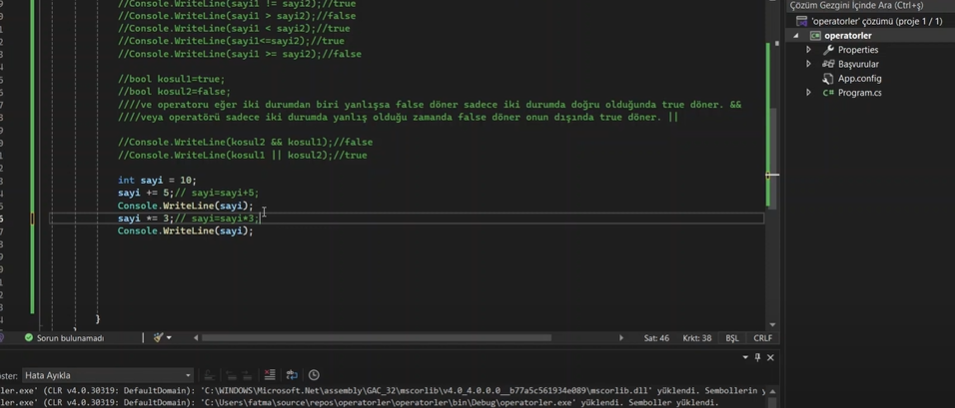 //Console.WriteLine(sayi1 != sayi2);//true
//Console.WriteLine(sayi1 > sayi2);//false
//Console.WriteLine(sayi1 < sayi2);//true
//Console.WriteLine(sayi1<=sayi2);//true
//Console.WriteLine(sayi1 >= sayi2);//false
//bool kosul1=true;
//bool kosul2=false;
////ve operatoru eğer iki durumdan biri yanlışsa false döner sadece iki durumda doğru olduğunda true döner. &&
////veya operatörü sadece iki durumda yanlış olduğu zamanda false döner onun dışında true döner. ||
//Console.WriteLine(kosul2 && kosul1);//false
//Console.WriteLine(kosul1 || kosul2);//true
int sayi = 10;
sayi += 5;// sayi=sayi+5;
Console.WriteLine(sayi);
sayi *= 3;// sayi=sayi*3;
Console.WriteLine(sayi);
}
Sorun bulunamadı
Sat: 46 Krkt: 38 BŞL CRLF
Çözüm Gezgini İçinde Ara (Ctrl+ş)
'operatorler' çözümü (proje 1 / 1)
operatorler
Properties
Başvurular
App.config
Program.cs
Hata Ayıkla
ler.exe' (CLR v4.0.30319: DefaultDomain): 'C:\WINDOWS\Microsoft.Net\assembly\GAC_32\mscorlib\v4.0_4.0.0.0__b77a5c561934e089\mscorlib.dll' yüklendi. Sembollerin
ler.exe' (CLR v4.0.30319: DefaultDomain): 'C:\Users\fatma\source\repos\operatorler\operatorler\bin\Debug\operatorler.exe' yüklendi. Semboller yüklendi.